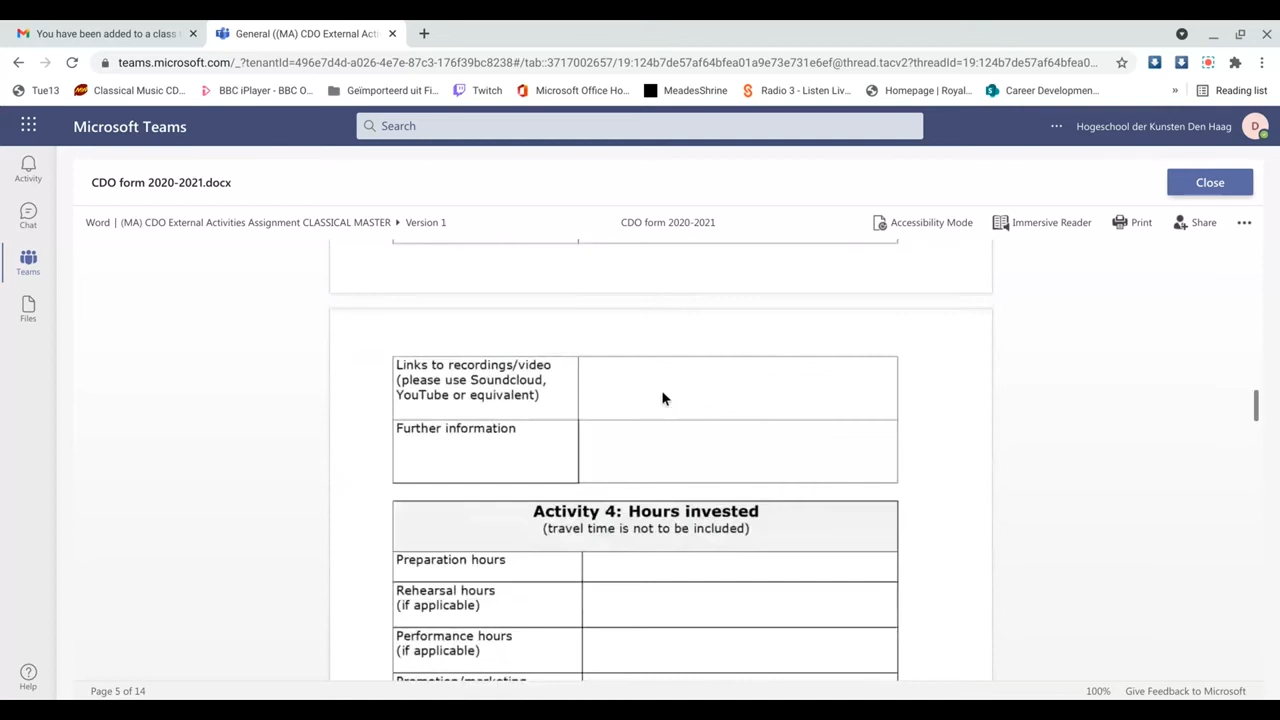 You have been added to a class
General ((MA) CDO External Acti
teams.microsoft.com/_?tenantId=496e7d4d-a026-4e7e-87c3-176f39b8238f#/tab::3717002657/19:124b7de57af64bfea01a9e73e731e6ef@thread.tacv2?threadId=19:124b7de57af64bfea0...
Tue13
Classical Music CD...
BBC iPlayer - BBC O...
Geïmporteerd uit Fi...
Twitch
Microsoft Office Ho...
MeadesShrine
Radio 3 - Listen Liv...
Homepage | Royal...
Career Developmen...
»
Reading list
Microsoft Teams
Search
Hogeschool der Kunsten Den Haag
D
Activity
Chat
Teams
Files
Help
CDO form 2020-2021.docx
Close
Word | (MA) CDO External Activities Assignment CLASSICAL MASTER ▸ Version 1
CDO form 2020-2021
Accessibility Mode
Immersive Reader
Print
Share
Links to recordings/video
(please use Soundcloud,
YouTube or equivalent)
Further information
Activity 4: Hours invested
(travel time is not to be included)
Preparation hours
Rehearsal hours
(if applicable)
Performance hours
(if applicable)
Promotion/marketing
Page 5 of 14
100%
Give Feedback to Microsoft